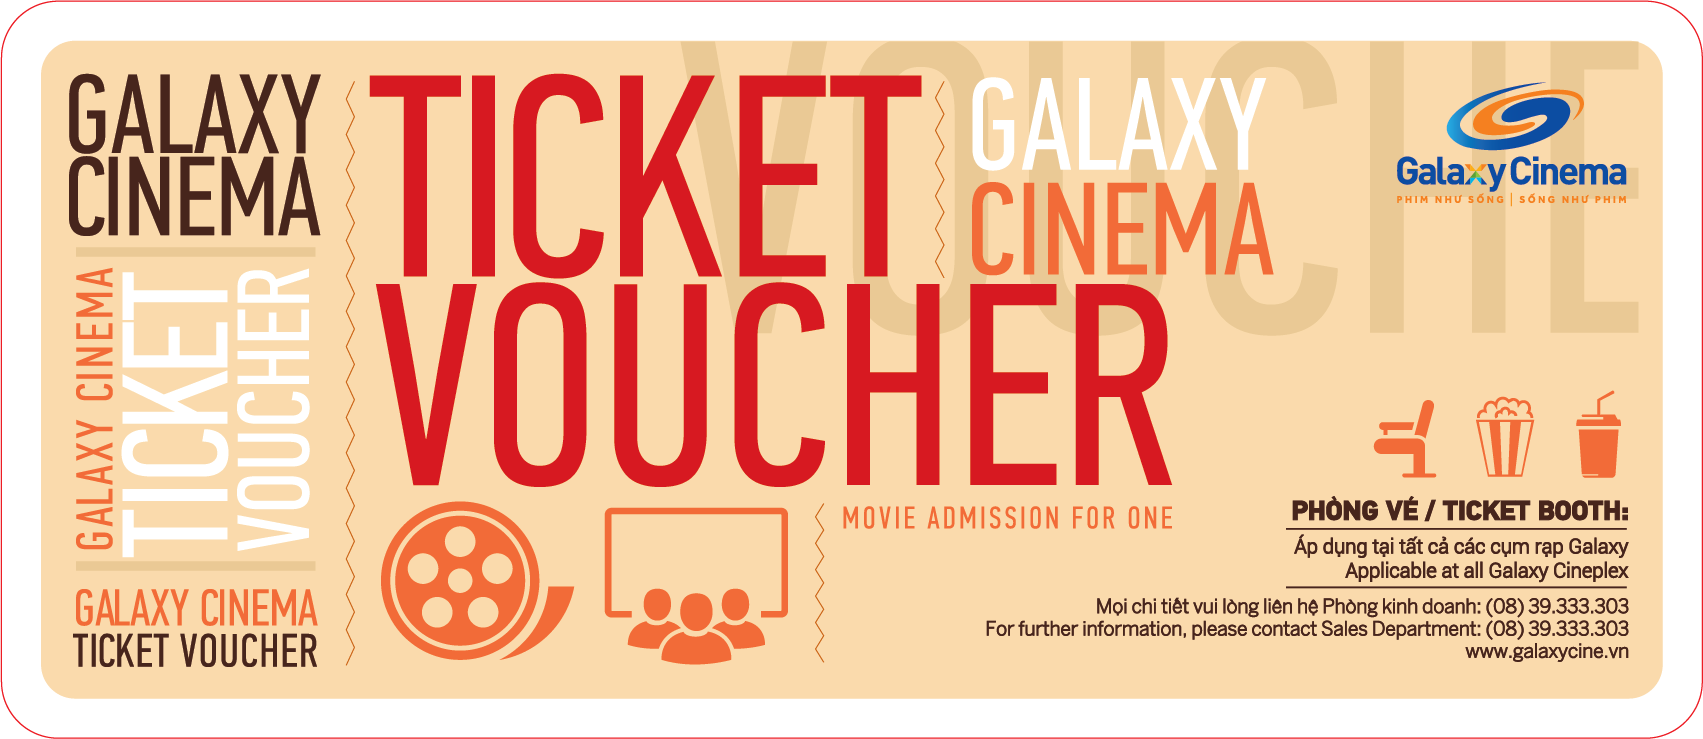 GALAXY
CINEMA
GALAXY CINEMA
TICKET
VOUCHER
GALAXY CINEMA
TICKET VOUCHER
TICKET
VOUCHER
GALAXY
CINEMA
VOUCHE
MOVIE ADMISSION FOR ONE
Galaxy Cinema
PHIM NHƯ SỐNG | SỐNG NHƯ PHIM
PHÒNG VÉ / TICKET BOOTH:
Áp dụng tại tất cả các cụm rạp Galaxy
Applicable at all Galaxy Cineplex
Mọi chi tiết vui lòng liên hệ Phòng kinh doanh: (08) 39.333.303
For further information, please contact Sales Department: (08) 39.333.303
www.galaxycine.vn